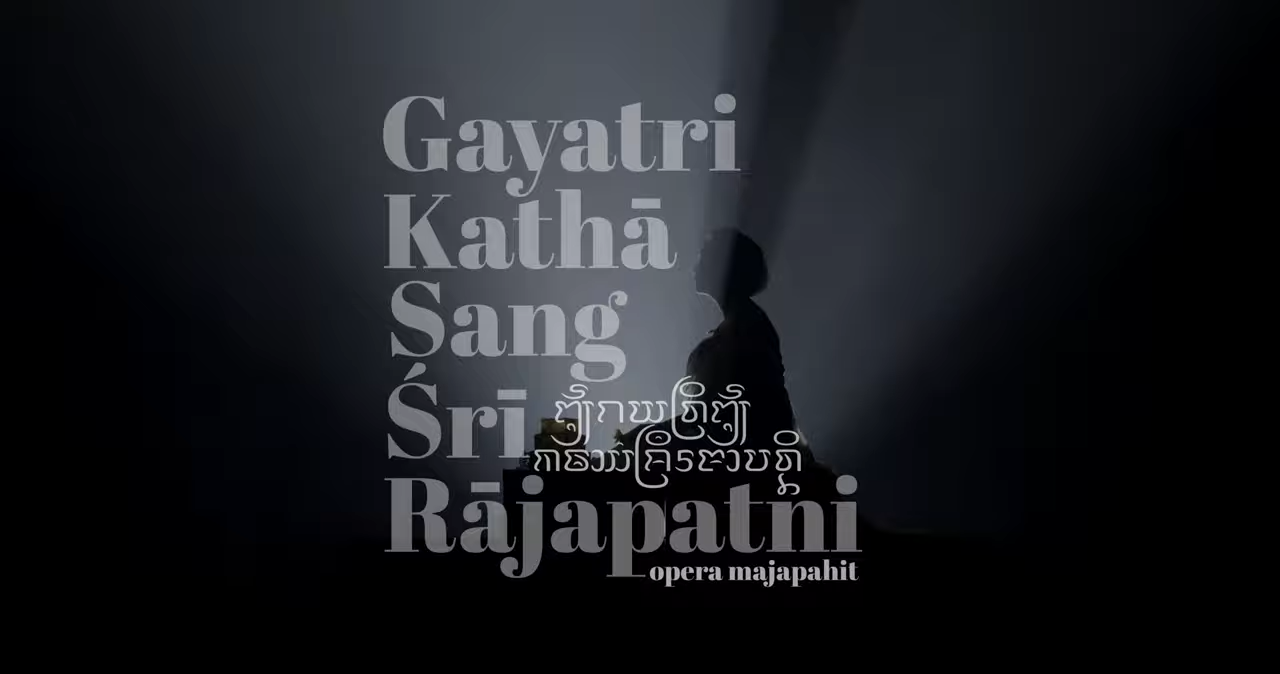 Gayatri
Kathā
Sang
Śrī
Rājapatni
opera majapahit